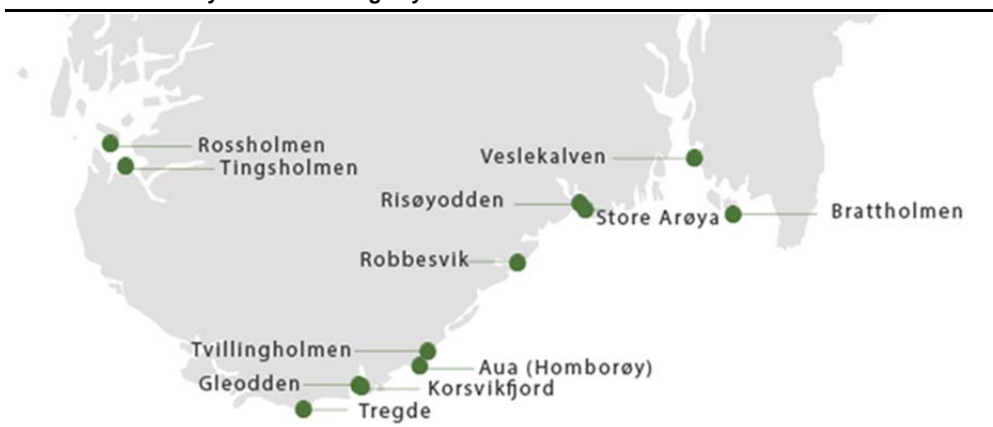 Rossholmen
Tingsholmen
Veslekalven
Risøyodden
Store Arøya
Brattholmen
Robbesvik
Tvillingholmen
Aua (Homborøy)
Gleodden
Korsvikfjord
Tregde